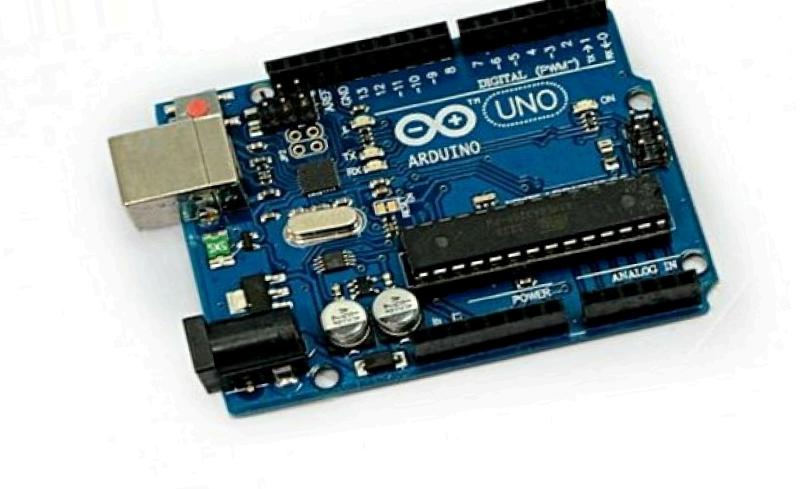 AREF
GND
13
12
~11
~10
~9
8
7
~6
~5
4
~3
2
TX→1
RX←0
DIGITAL (PWM~)
™
UNO
ARDUINO
ON
L
TX
RX
ANALOG IN
POWER